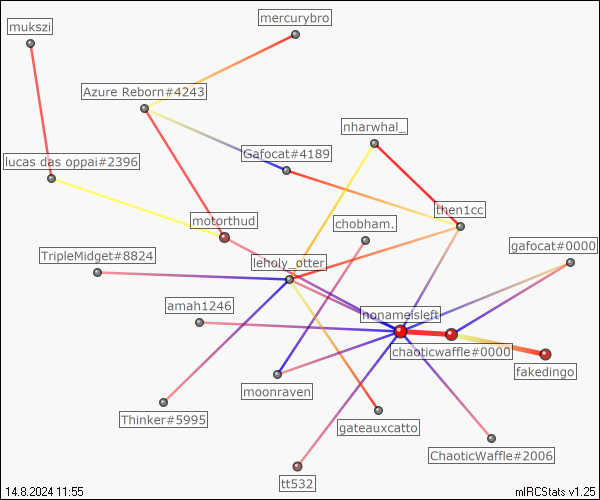 mercurybro
mukszi
Azure Reborn#4243
nharwhal_
Gafocat#4189
lucas das oppai#2396
then1cc
motorthud
chobham.
gafocat#0000
TripleMidget#8824
leholy_otter
amah1246
nonameisleft
chaoticwaffle#0000
fakedingo
moonraven
Thinker#5995
gateauxcatto
ChaoticWaffle#2006
tt532
14.8.2024 11:55
mIRCStats v1.25